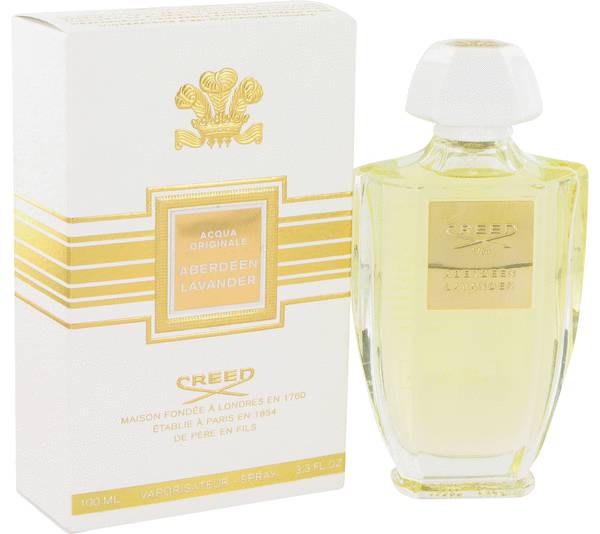 ACQUA
ORIGINALE
ABERDEEN
LAVANDER
CREED
MAISON FONDÉE À LONDRES EN 1760
ÉTABLIE À PARIS EN 1854
DE PÈRE EN FILS
100 ML VAPORISATEUR - SPRAY 3.3 FL.OZ
CREED
ABERDEEN
LAVANDER